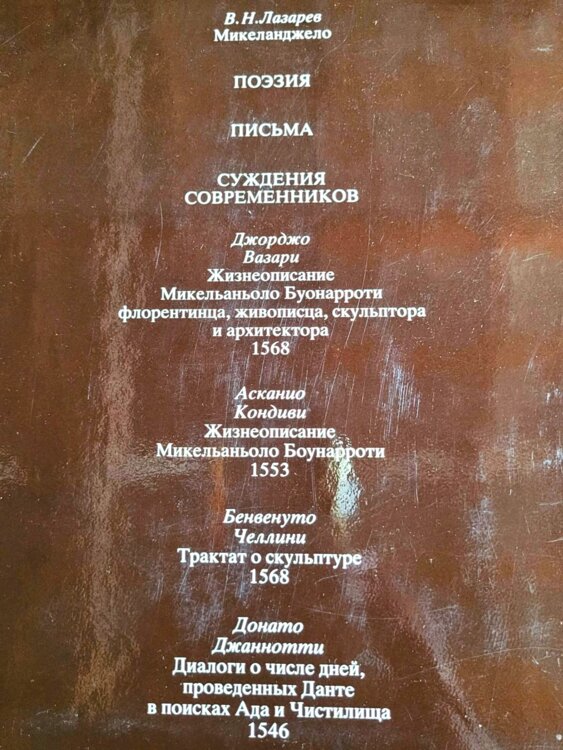 В.Н.Лазарев
Микеланджело
ПОЭЗИЯ
ПИСЬМА
СУЖДЕНИЯ
СОВРЕМЕННИКОВ
Джорджо
Вазари
Жизнеописание
Микельаньоло Буонарроти
флорентинца, живописца, скульптора
и архитектора
1568
Асканио
Кондиви
Жизнеописание
Микельаньоло Боунарроти
1553
Бенвенуто
Челлини
Трактат о скульптуре
1568
Донато
Джаннотти
Диалоги о числе дней,
проведенных Данте
в поисках Ада и Чистилища
1546